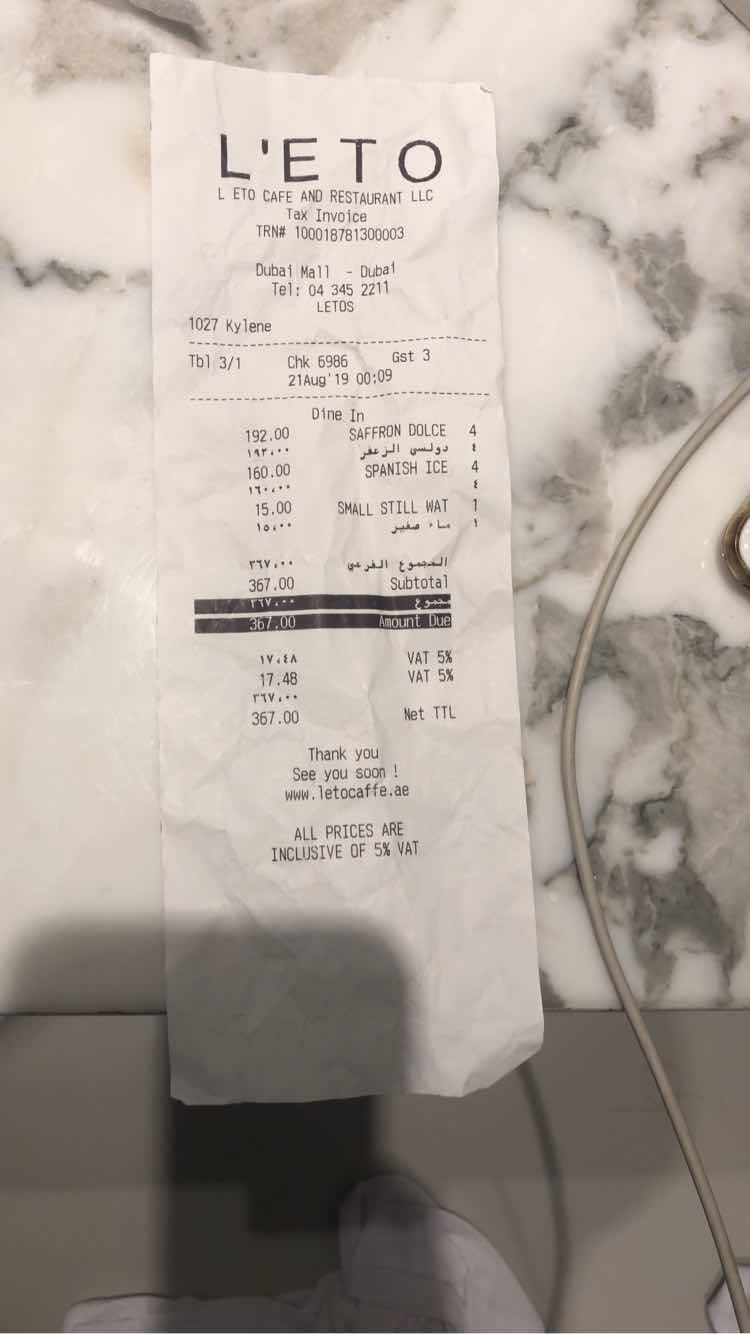 L'ETO
L ETO CAFE AND RESTAURANT LLC
Tax Invoice
TRN# 100018781300003
Dubai Mall - Dubai
Tel: 04 345 2211
LETOS
1027 Kylene
Tbl 3/1 Chk 6986 Gst 3
21Aug'19 00:09
Dine In
192.00 SAFFRON DOLCE 4
١٩٢،٠٠ دولسي الزعفر ٤
160.00 SPANISH ICE 4
١٦٠،٠٠ ٤
15.00 SMALL STILL WAT 1
١٥،٠٠ ماء صغير ١
٣٦٧،٠٠ المجموع الفرعي
367.00 Subtotal
٣٦٧،٠٠ مجموع
367.00 Amount Due
١٧،٤٨ VAT 5%
17.48 VAT 5%
٣٦٧،٠٠
367.00 Net TTL
Thank you
See you soon !
www.letocaffe.ae
ALL PRICES ARE
INCLUSIVE OF 5% VAT